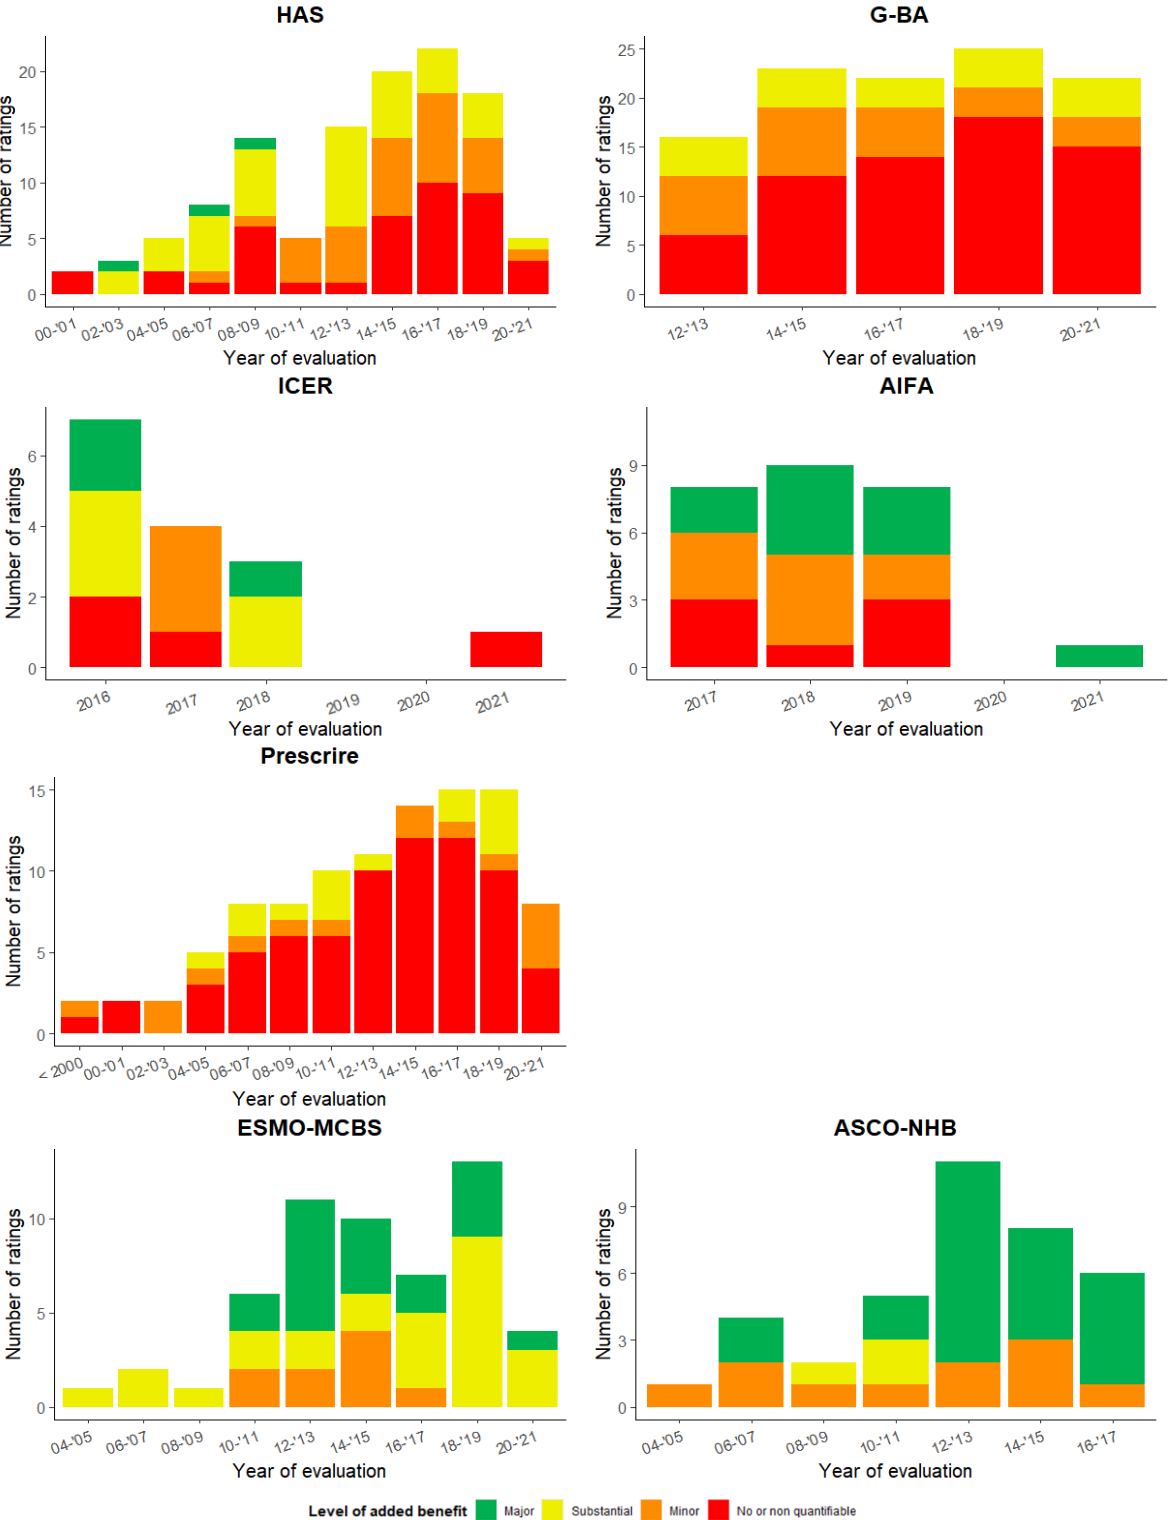 HAS
Number of ratings
20
15
10
5
0
00-'01 02-'03 04-'05 06-'07 08-'09 10-'11 12-'13 14-'15 16-'17 18-'19 20-'21
Year of evaluation
G-BA
Number of ratings
25
20
15
10
5
0
12-'13 14-'15 16-'17 18-'19 20-'21
Year of evaluation
ICER
Number of ratings
6
4
2
0
2016 2017 2018 2019 2020 2021
Year of evaluation
AIFA
Number of ratings
9
6
3
0
2017 2018 2019 2020 2021
Year of evaluation
Prescrire
Number of ratings
15
10
5
0
< 2000 00-'01 02-'03 04-'05 06-'07 08-'09 10-'11 12-'13 14-'15 16-'17 18-'19 20-'21
Year of evaluation
ESMO-MCBS
Number of ratings
10
5
0
04-'05 06-'07 08-'09 10-'11 12-'13 14-'15 16-'17 18-'19 20-'21
Year of evaluation
ASCO-NHB
Number of ratings
9
6
3
0
04-'05 06-'07 08-'09 10-'11 12-'13 14-'15 16-'17
Year of evaluation
Level of added benefit Major Substantial Minor No or non quantifiable